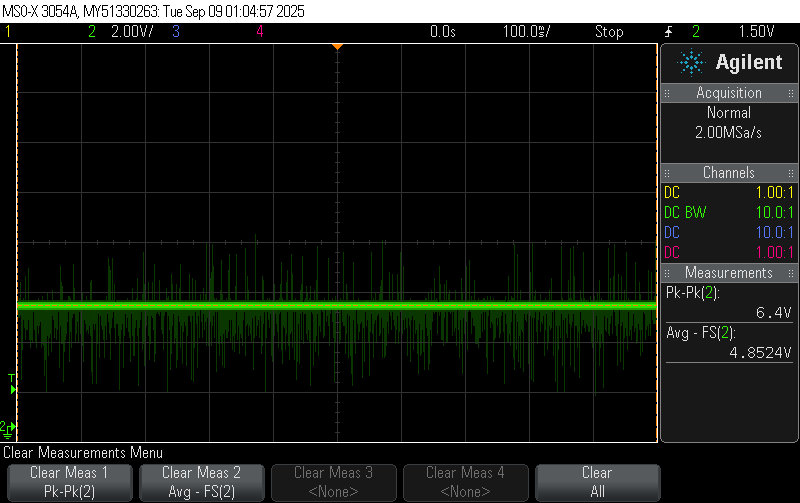 MSO-X 3054A, MY51330263: Tue Sep 09 01:04:57 2025
1 2 2.00V/ 3 4 0.0s 100.0ms/ Stop 2 1.50V
Agilent
Acquisition
Normal
2.00MSa/s
Channels
DC 1.00:1
DC BW 10.0:1
DC 10.0:1
DC 1.00:1
Measurements
Pk-Pk(2):
6.4V
Avg - FS(2):
4.8524V
T
2
Clear Measurements Menu
Clear Meas 1
Pk-Pk(2)
Clear Meas 2
Avg - FS(2)
Clear Meas 3
<None>
Clear Meas 4
<None>
Clear
All